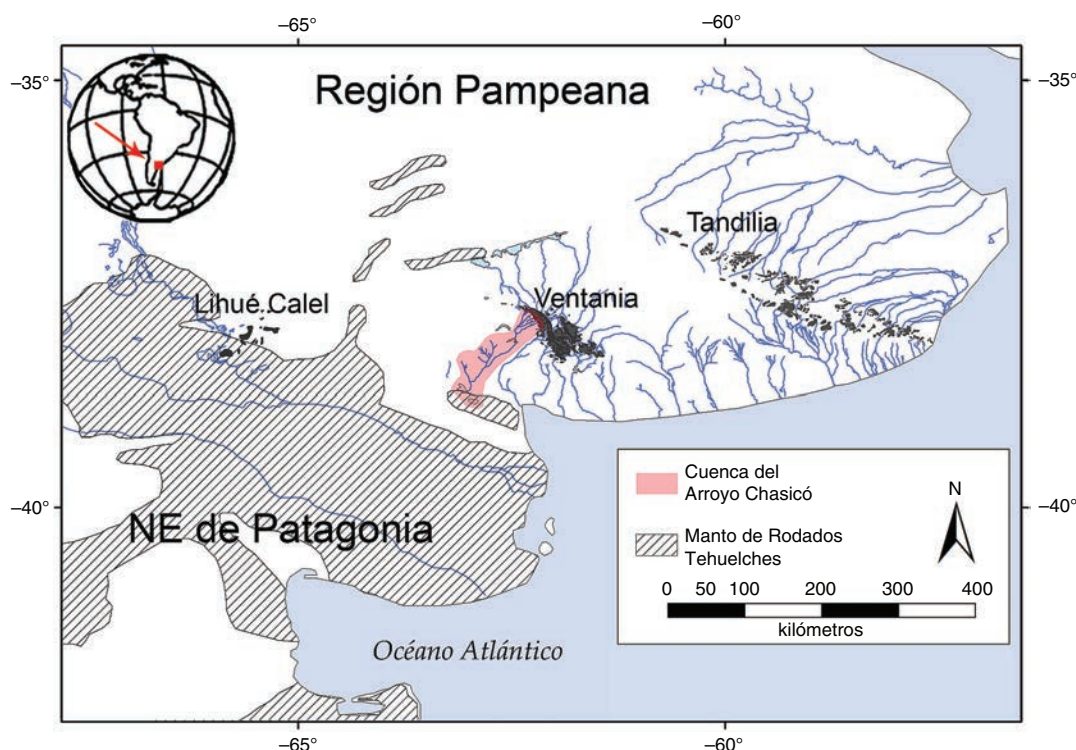 –65°
–60°
–35°
–35°
Región Pampeana
Tandilia
Lihué Calel
Ventania
Cuenca del
Arroyo Chasicó
–40°
–40°
NE de Patagonia
Manto de Rodados
Tehuelches
N
0 50 100 200 300 400
kilómetros
Océano Atlántico
–65°
–60°